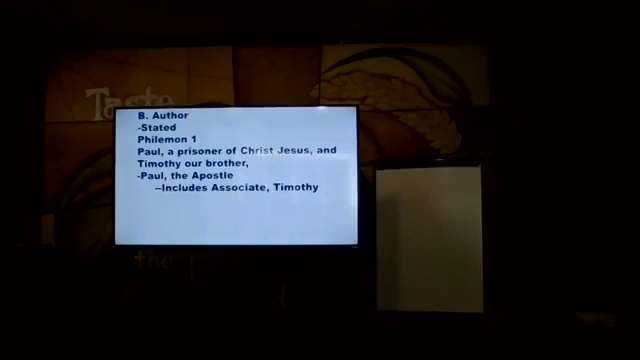 Taste
B. Author
-Stated
Philemon 1
Paul, a prisoner of Christ Jesus, and
Timothy our brother,
-Paul, the Apostle
–Includes Associate, Timothy
the